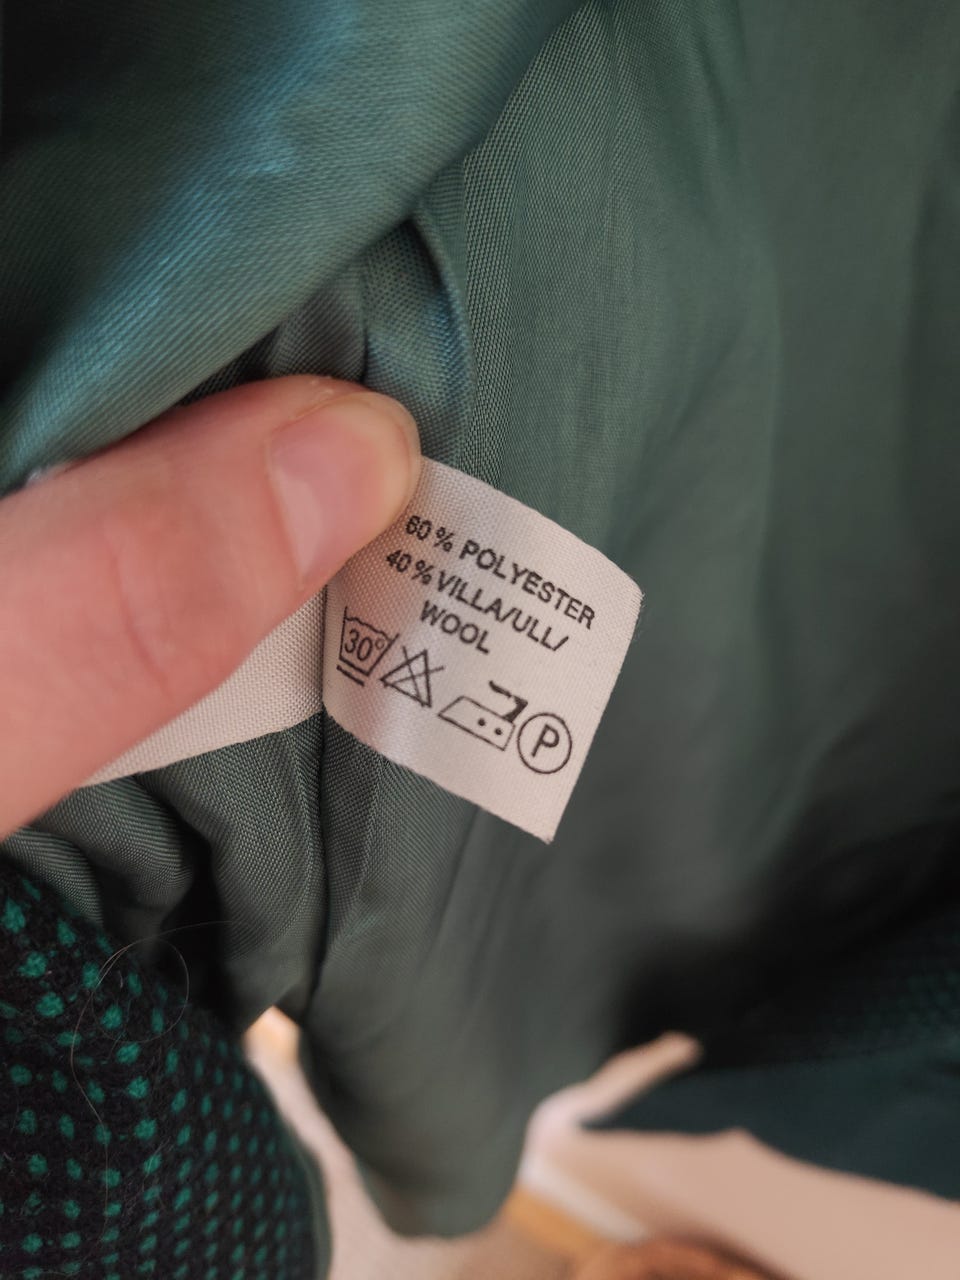 60 % POLYESTER
40 % VILLA/ULL/
WOOL
30°
P